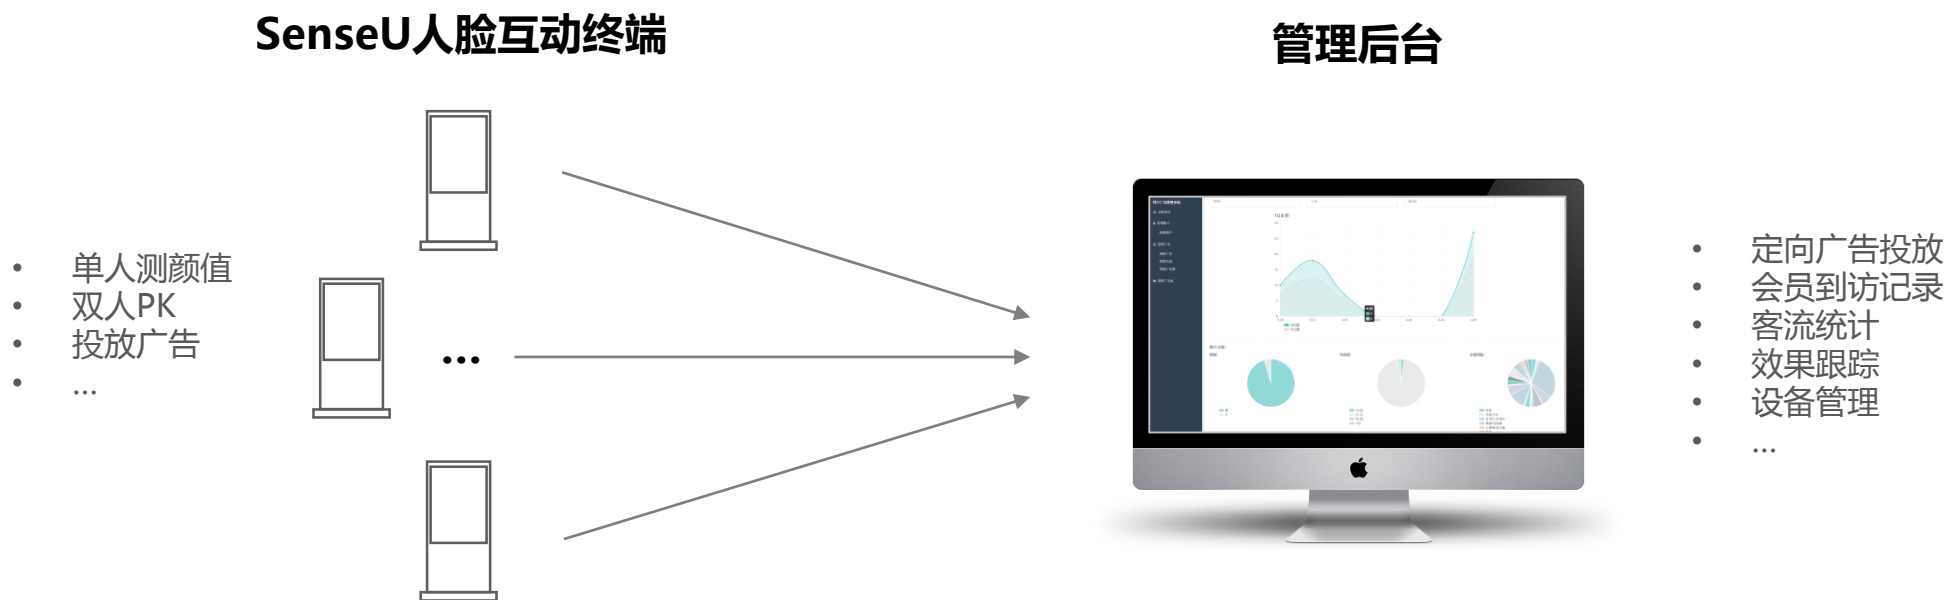 SenseU人脸互动终端
管理后台
• 单人测颜值
• 双人PK
• 投放广告
• ...
...
• 定向广告投放
• 会员到访记录
• 客流统计
• 效果跟踪
• 设备管理
• ...